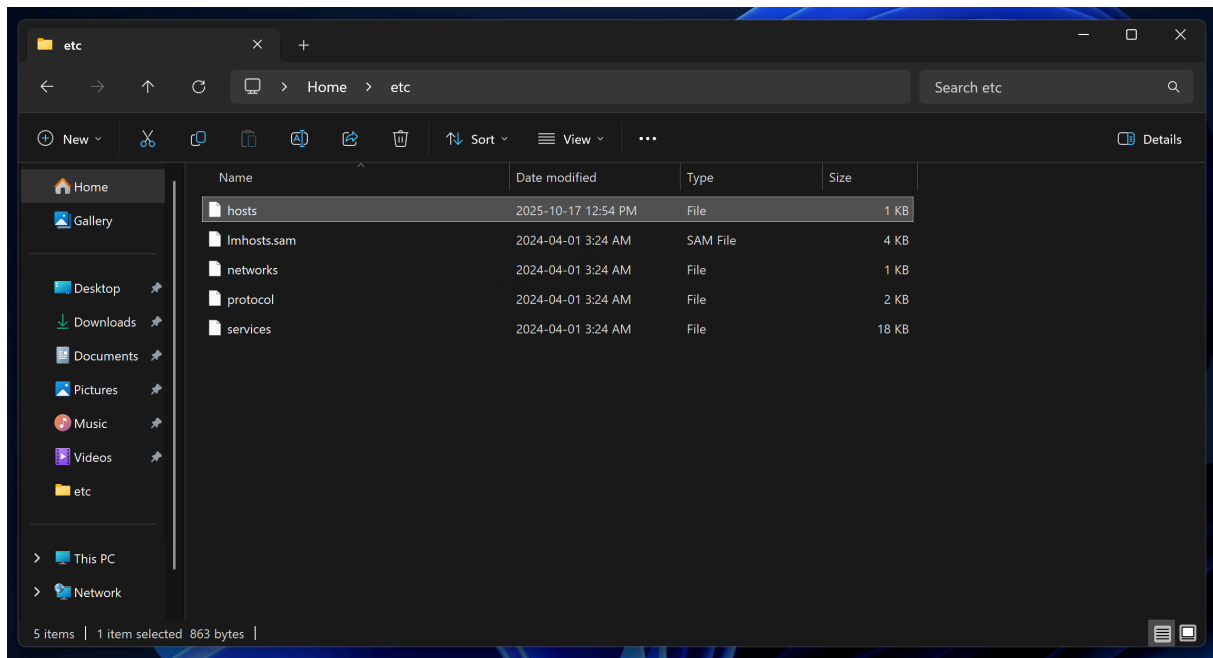 etc
Home etc Search etc
New Sort View ... Details
Name Date modified Type Size
Home
Gallery
Desktop
Downloads
Documents
Pictures
Music
Videos
etc
This PC
Network
hosts 2025-10-17 12:54 PM File 1 KB
lmhosts.sam 2024-04-01 3:24 AM SAM File 4 KB
networks 2024-04-01 3:24 AM File 1 KB
protocol 2024-04-01 3:24 AM File 2 KB
services 2024-04-01 3:24 AM File 18 KB
5 items 1 item selected 863 bytes